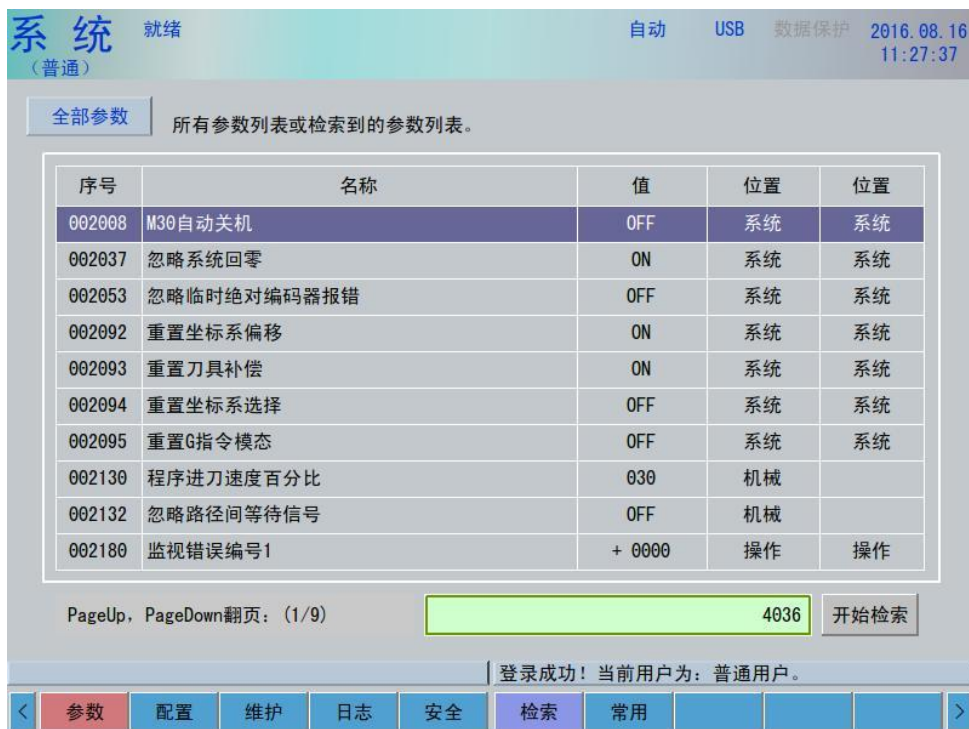 系 统 就绪 自动 USB 数据保护 2016.08.16
（普通） 11:27:37
全部参数 所有参数列表或检索到的参数列表。
序号 名称 值 位置 位置
002008 M30自动关机 OFF 系统 系统
002037 忽略系统回零 ON 系统 系统
002053 忽略临时绝对编码器报错 OFF 系统 系统
002092 重置坐标系偏移 ON 系统 系统
002093 重置刀具补偿 ON 系统 系统
002094 重置坐标系选择 OFF 系统 系统
002095 重置G指令模态 OFF 系统 系统
002130 程序进刀速度百分比 030 机械
002132 忽略路径间等待信号 OFF 机械
002180 监视错误编号1 + 0000 操作 操作
PageUp，PageDown翻页：(1/9) 4036 开始检索
登录成功！当前用户为：普通用户。
< 参数 配置 维护 日志 安全 检索 常用 >